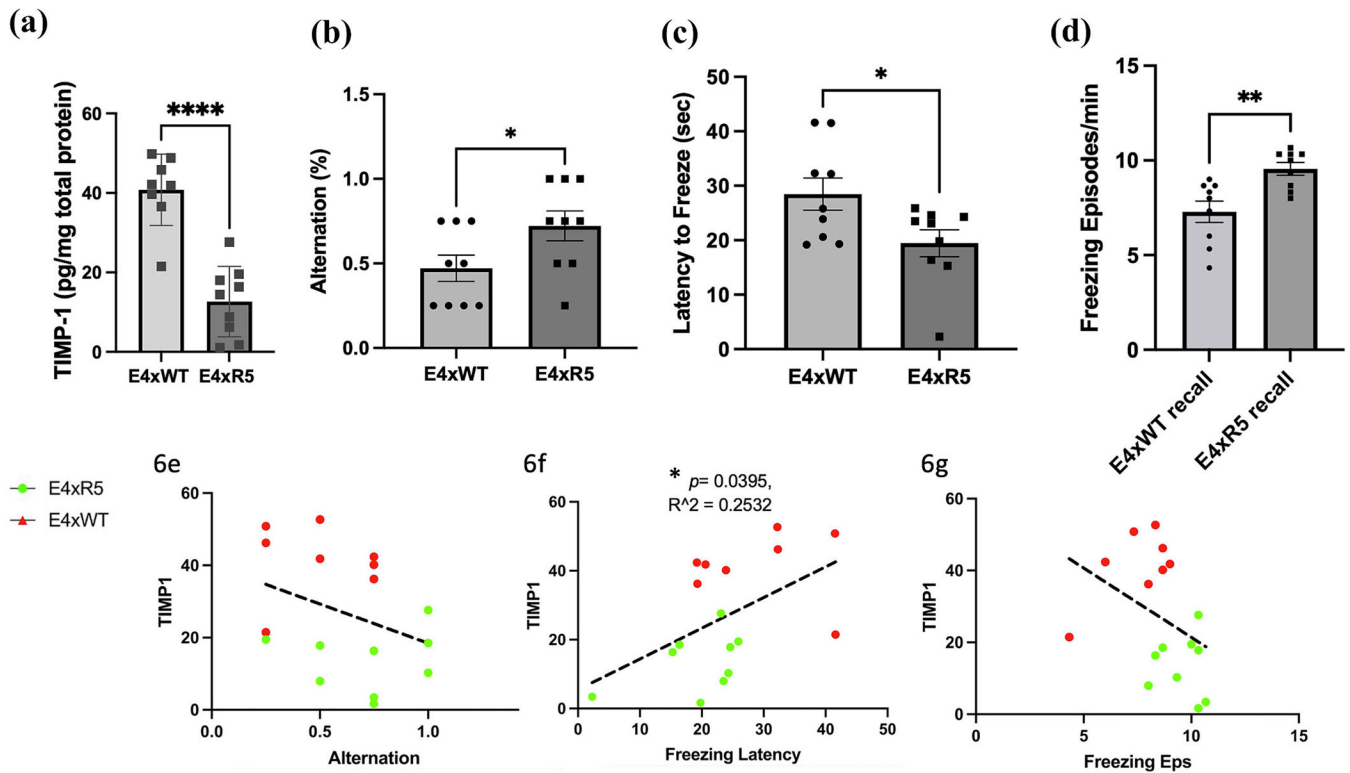 (a)
(b)
(c)
(d)
TIMP-1 (pg/mg total protein)
60
40
20
0
****
E4xWT
E4xR5
Alternation (%)
1.5
1.0
0.5
0.0
*
E4xWT
E4xR5
Latency to Freeze (sec)
50
40
30
20
10
0
*
E4xWT
E4xR5
Freezing Episodes/min
15
10
5
0
**
E4xWT recall
E4xR5 recall
E4xR5
E4xWT
6e
TIMP1
60
40
20
0
0.0
0.5
1.0
Alternation
6f
* p= 0.0395,
R^2 = 0.2532
TIMP1
60
40
20
0
0
10
20
30
40
50
Freezing Latency
6g
TIMP1
60
40
20
0
0
5
10
15
Freezing Eps